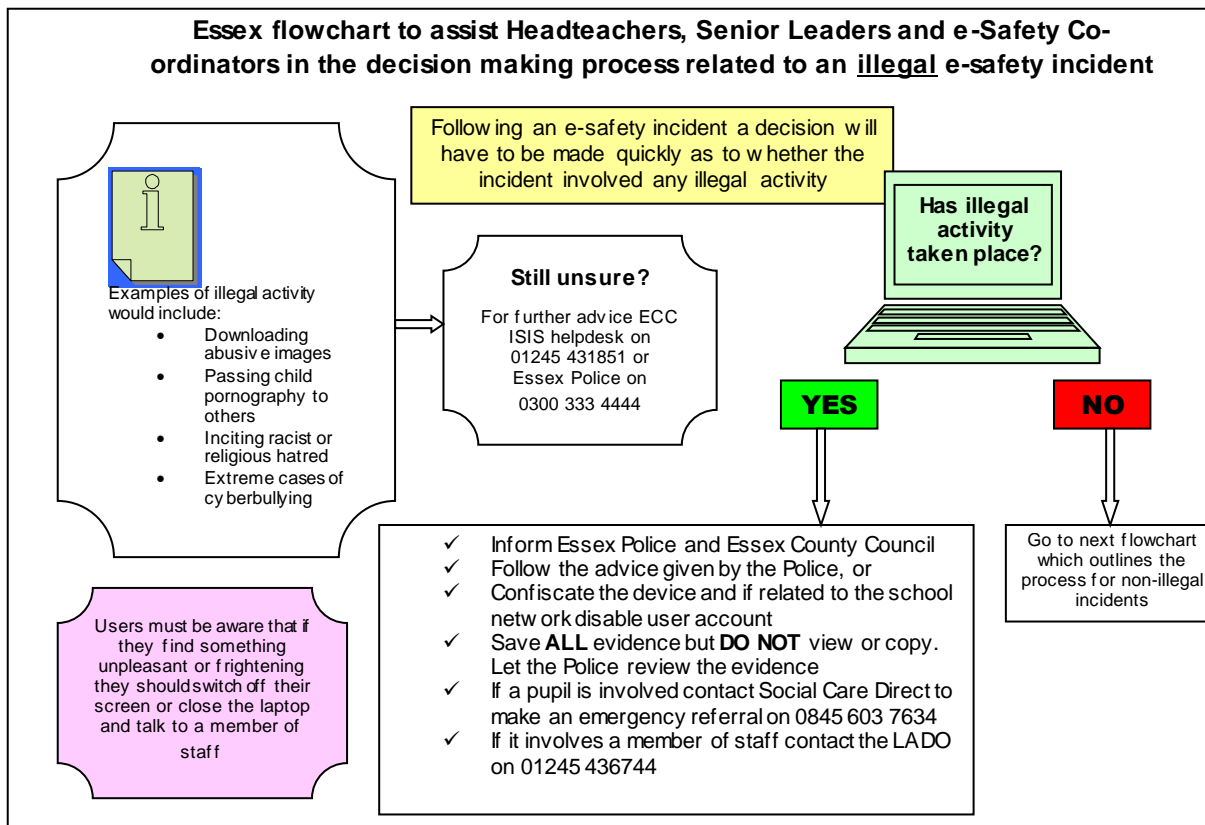 Essex flowchart to assist Headteachers, Senior Leaders and e-Safety Co-
ordinators in the decision making process related to an illegal e-safety incident
Following an e-safety incident a decision will
have to be made quickly as to whether the
incident involved any illegal activity
i
Examples of illegal activity
would include:
• Downloading
abusive images
• Passing child
pornography to
others
• Inciting racist or
religious hatred
• Extreme cases of
cyberbullying
Still unsure?
For further advice ECC
ISIS helpdesk on
01245 431851 or
Essex Police on
0300 333 4444
Has illegal
activity
taken place?
YES
NO
✓ Inform Essex Police and Essex County Council
✓ Follow the advice given by the Police, or
✓ Confiscate the device and if related to the school
network disable user account
✓ Save ALL evidence but DO NOT view or copy.
Let the Police review the evidence
✓ If a pupil is involved contact Social Care Direct to
make an emergency referral on 0845 603 7634
✓ If it involves a member of staff contact the LADO
on 01245 436744
Go to next flowchart
which outlines the
process for non-illegal
incidents
Users must be aware that if
they find something
unpleasant or frightening
they should switch off their
screen or close the laptop
and talk to a member of
staff